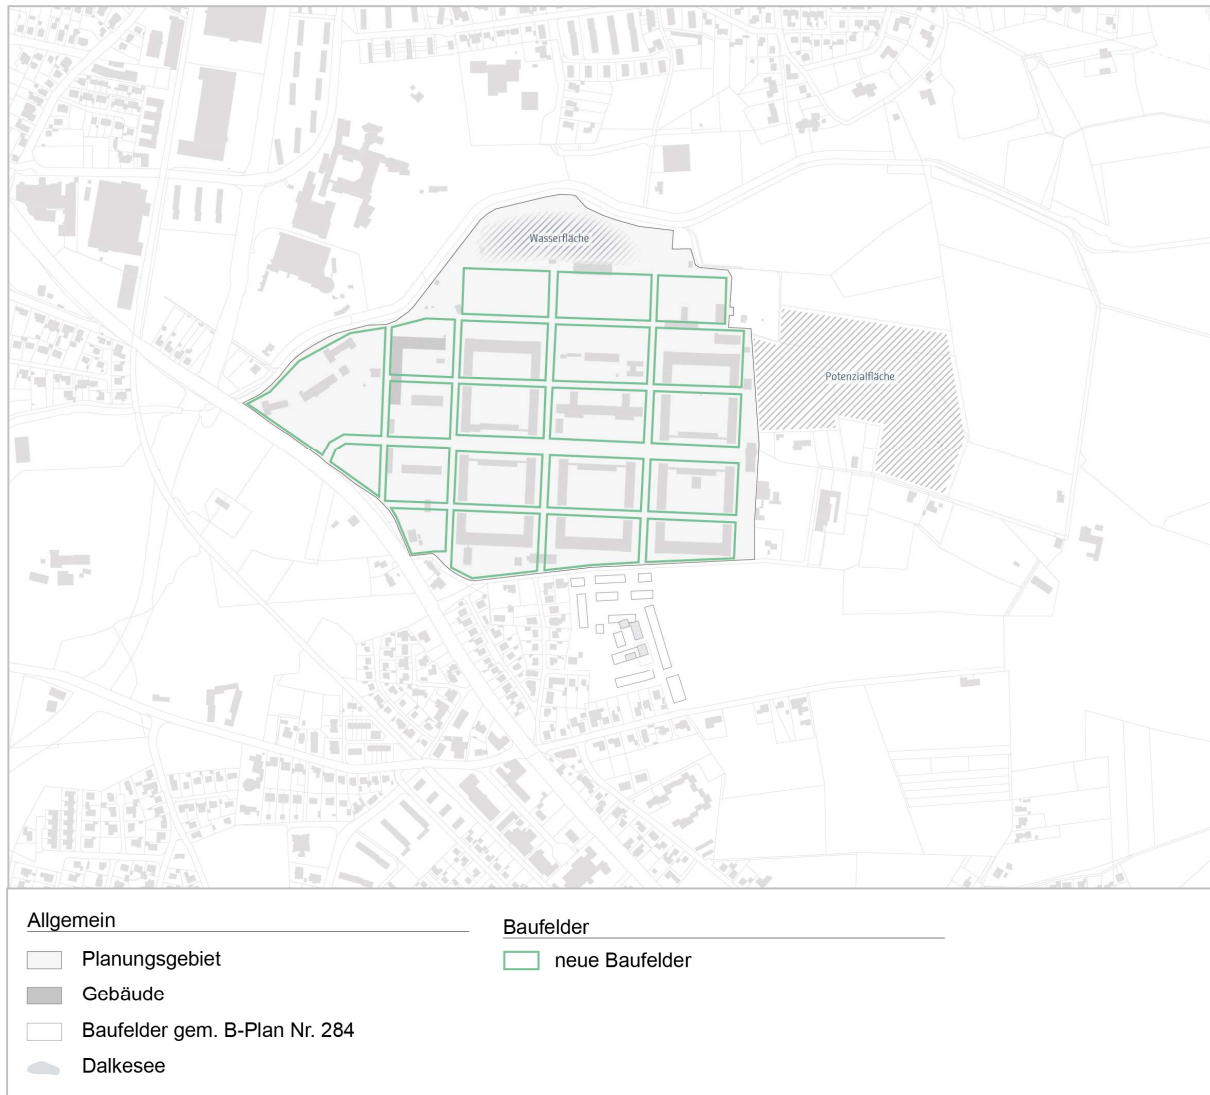 Wasserfläche
Potenzialfläche
Allgemein
Planungsgebiet
Gebäude
Baufelder gem. B-Plan Nr. 284
Dalkesee
Baufelder
neue Baufelder